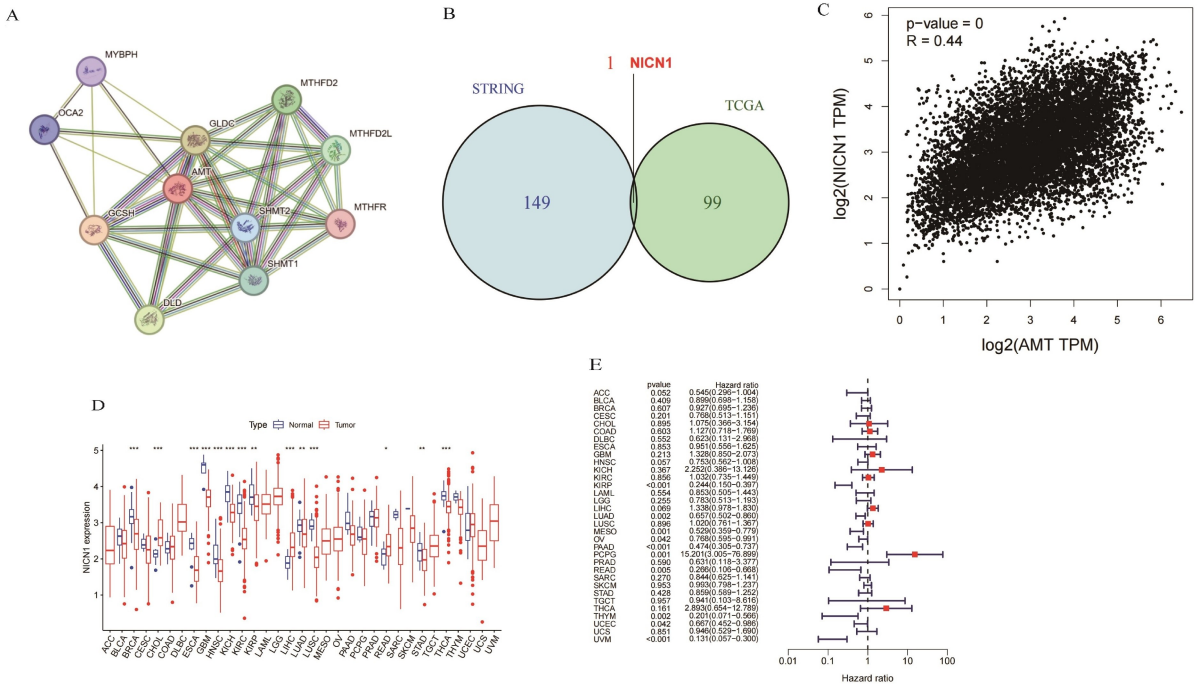 A
MYBPH
MTHFD2
OCA2
GLDC
MTHFD2L
AMT
GCSH
SHMT2
MTHFR
SHMT1
DLD
B
1 NICN1
STRING
TCGA
149
99
C
p-value = 0
R = 0.44
log2(NICN1 TPM)
6
5
4
3
2
1
0
0 1 2 3 4 5 6
log2(AMT TPM)
D
Type Normal Tumor
*** *** *** *** *** *** *** ** *** ** *** * ** ***
NICN1 expression
5
4
3
2
1
ACC BLCA BRCA CESC CHOL COAD DLBC ESCA GBM HNSC KICH KIRC KIRP LAML LGG LIHC LUAD LUSC MESO OV PAAD PCPG PRAD READ SARC SKCM STAD TGCT THCA THYM UCEC UCS UVM
E
pvalue Hazard ratio
ACC 0.052 0.545(0.296−1.004)
BLCA 0.409 0.899(0.698−1.158)
BRCA 0.607 0.927(0.695−1.236)
CESC 0.201 0.768(0.513−1.151)
CHOL 0.895 1.075(0.366−3.154)
COAD 0.603 1.127(0.718−1.769)
DLBC 0.552 0.623(0.131−2.968)
ESCA 0.853 0.951(0.556−1.625)
GBM 0.213 1.328(0.850−2.073)
HNSC 0.057 0.753(0.562−1.008)
KICH 0.367 2.252(0.386−13.126)
KIRC 0.856 1.032(0.735−1.449)
KIRP <0.001 0.244(0.150−0.397)
LAML 0.554 0.853(0.505−1.443)
LGG 0.255 0.783(0.513−1.193)
LIHC 0.069 1.338(0.978−1.830)
LUAD 0.002 0.657(0.502−0.860)
LUSC 0.896 1.020(0.761−1.367)
MESO 0.001 0.529(0.359−0.779)
OV 0.042 0.768(0.595−0.991)
PAAD <0.001 0.474(0.305−0.737)
PCPG 0.001 15.201(3.005−76.899)
PRAD 0.590 0.631(0.118−3.377)
READ 0.005 0.266(0.106−0.668)
SARC 0.270 0.844(0.625−1.141)
SKCM 0.953 0.993(0.798−1.237)
STAD 0.428 0.859(0.589−1.252)
TGCT 0.957 0.941(0.103−8.616)
THCA 0.161 2.893(0.654−12.789)
THYM 0.002 0.201(0.071−0.566)
UCEC 0.042 0.667(0.452−0.986)
UCS 0.851 0.946(0.529−1.690)
UVM <0.001 0.131(0.057−0.300)
0.01 0.1 1 10 100
Hazard ratio